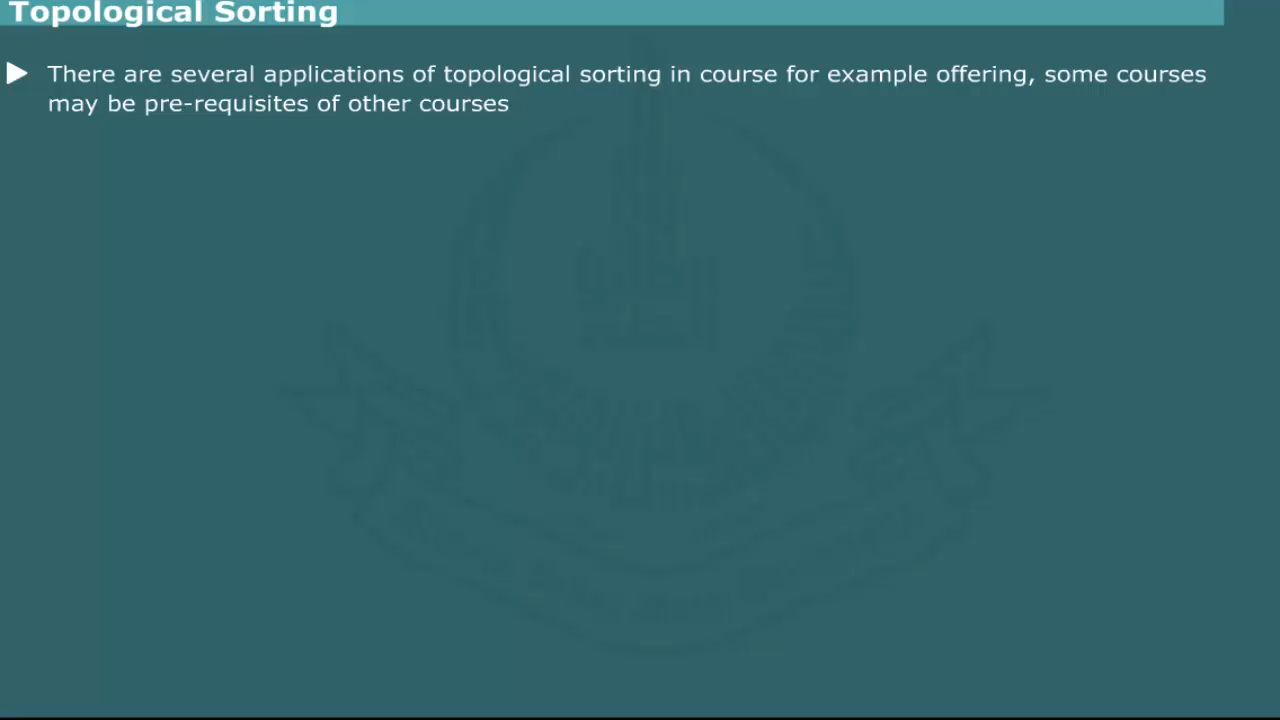 Topological Sorting
There are several applications of topological sorting in course for example offering, some courses
may be pre-requisites of other courses